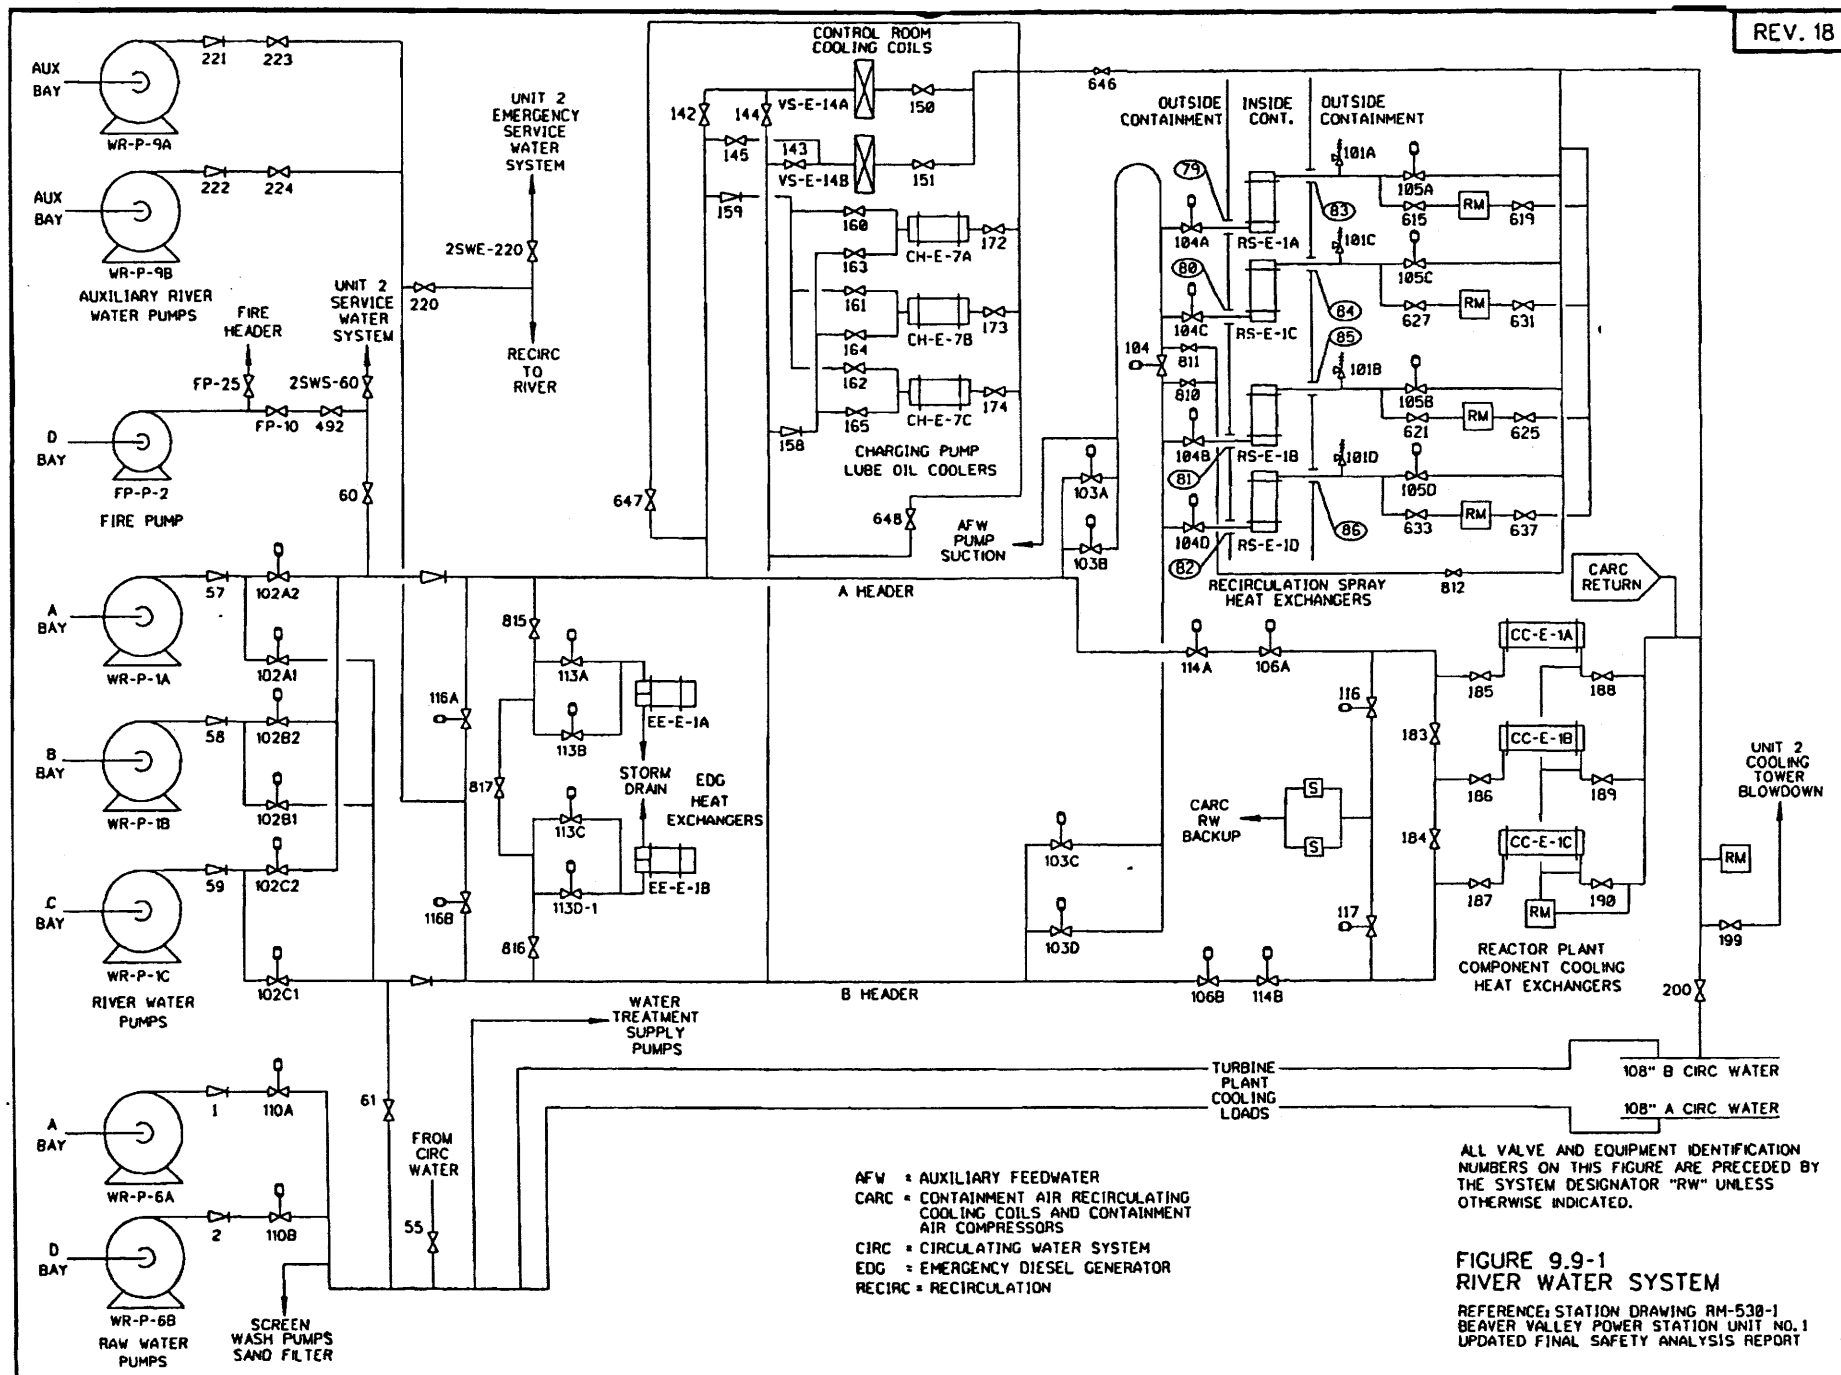 REV. 18
AUX
BAY
WR-P-9A
221
223
AUX
BAY
WR-P-9B
222
224
AUXILIARY RIVER
WATER PUMPS
UNIT 2
EMERGENCY
SERVICE
WATER
SYSTEM
2SWE-220
220
RECIRC
TO
RIVER
FIRE
HEADER
UNIT 2
SERVICE
WATER
SYSTEM
FP-25
2SWS-60
FP-10
492
D
BAY
FP-P-2
FIRE PUMP
60
A
BAY
WR-P-1A
57
102A2
102A1
B
BAY
WR-P-1B
58
102B2
102B1
C
BAY
WR-P-1C
59
102C2
102C1
RIVER WATER
PUMPS
A
BAY
WR-P-6A
1
110A
D
BAY
WR-P-6B
2
110B
RAW WATER
PUMPS
SCREEN
WASH PUMPS
SAND FILTER
61
FROM
CIRC
WATER
55
WATER
TREATMENT
SUPPLY
PUMPS
116A
116B
815
817
816
113A
113B
113C
113D-1
EE-E-1A
EE-E-1B
STORM
DRAIN
EDG
HEAT
EXCHANGERS
CONTROL ROOM
COOLING COILS
142
144
VS-E-14A
150
145
143
VS-E-14B
151
159
160
163
161
164
162
165
158
CH-E-7A
CH-E-7B
CH-E-7C
172
173
174
CHARGING PUMP
LUBE OIL COOLERS
647
648
646
A HEADER
B HEADER
AFW
PUMP
SUCTION
103A
103B
103C
103D
104
OUTSIDE
CONTAINMENT
INSIDE
CONT.
OUTSIDE
CONTAINMENT
79
80
81
82
83
84
85
86
104A
104C
811
810
104B
104D
RS-E-1A
RS-E-1C
RS-E-1B
RS-E-1D
101A
101C
101B
101D
105A
615
RM
619
105C
627
RM
631
105B
621
RM
625
105D
633
RM
637
RECIRCULATION SPRAY
HEAT EXCHANGERS
812
CARC
RETURN
114A
106A
116
117
106B
114B
CARC
RW
BACKUP
S
S
183
184
185
186
187
CC-E-1A
CC-E-1B
CC-E-1C
188
189
190
RM
REACTOR PLANT
COMPONENT COOLING
HEAT EXCHANGERS
UNIT 2
COOLING
TOWER
BLOWDOWN
RM
199
200
TURBINE
PLANT
COOLING
LOADS
108" B CIRC WATER
108" A CIRC WATER
AFW = AUXILIARY FEEDWATER
CARC = CONTAINMENT AIR RECIRCULATING
COOLING COILS AND CONTAINMENT
AIR COMPRESSORS
CIRC = CIRCULATING WATER SYSTEM
EDG = EMERGENCY DIESEL GENERATOR
RECIRC = RECIRCULATION
ALL VALVE AND EQUIPMENT IDENTIFICATION
NUMBERS ON THIS FIGURE ARE PRECEDED BY
THE SYSTEM DESIGNATOR "RW" UNLESS
OTHERWISE INDICATED.
FIGURE 9.9-1
RIVER WATER SYSTEM
REFERENCE: STATION DRAWING RM-530-1
BEAVER VALLEY POWER STATION UNIT NO. 1
UPDATED FINAL SAFETY ANALYSIS REPORT